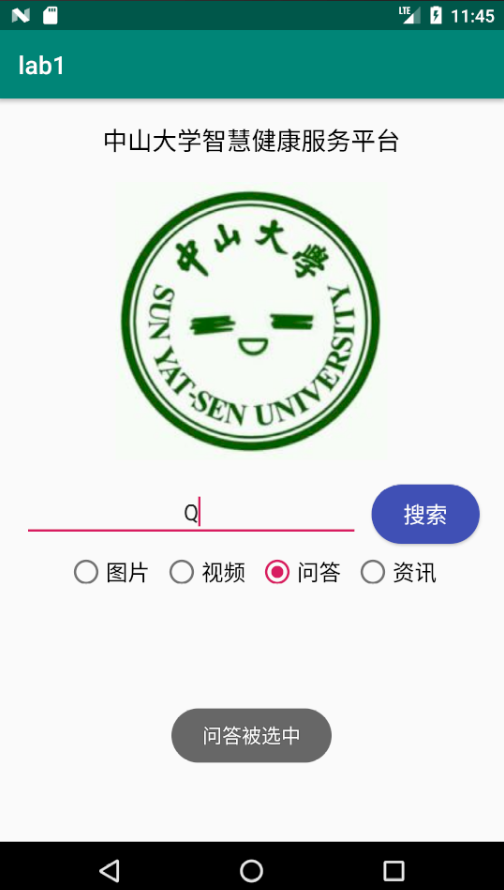 LTE 11:45
lab1
中山大学智慧健康服务平台
中山大學
SUN YAT-SEN UNIVERSITY
Q 搜索
图片 视频 问答 资讯
问答被选中